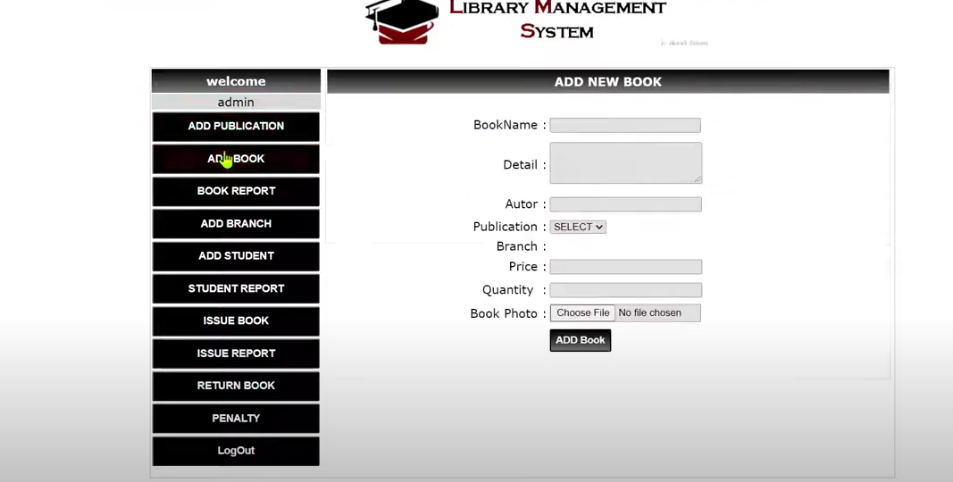 LIBRARY MANAGEMENT
SYSTEM
welcome
admin
ADD PUBLICATION
ADD BOOK
BOOK REPORT
ADD BRANCH
ADD STUDENT
STUDENT REPORT
ISSUE BOOK
ISSUE REPORT
RETURN BOOK
PENALTY
LogOut
ADD NEW BOOK
BookName :
Detail :
Autor :
Publication : SELECT
Branch :
Price :
Quantity :
Book Photo : Choose File No file chosen
ADD Book